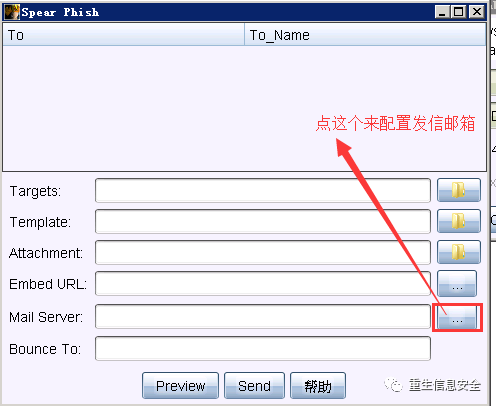 Spear Phish
To To_Name
点这个来配置发信邮箱
Targets:
Template:
Attachment:
Embed URL: ...
Mail Server: ...
Bounce To:
Preview Send 帮助
重生信息安全